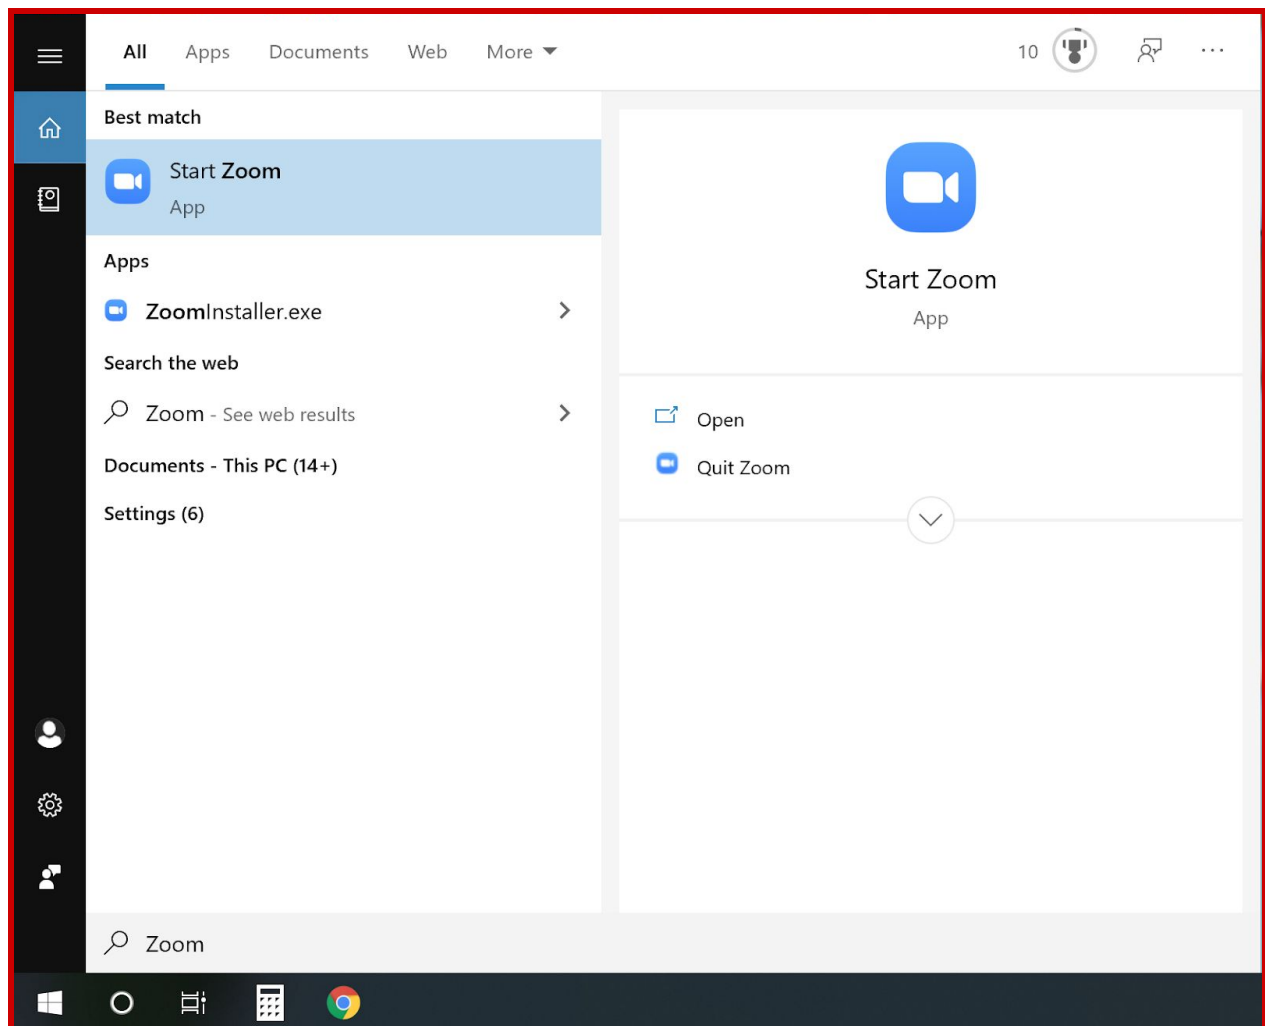 All Apps Documents Web More 10
Best match
Start Zoom
App
Apps
ZoomInstaller.exe
Search the web
Zoom - See web results
Documents - This PC (14+)
Settings (6)
Start Zoom
App
Open
Quit Zoom
Zoom